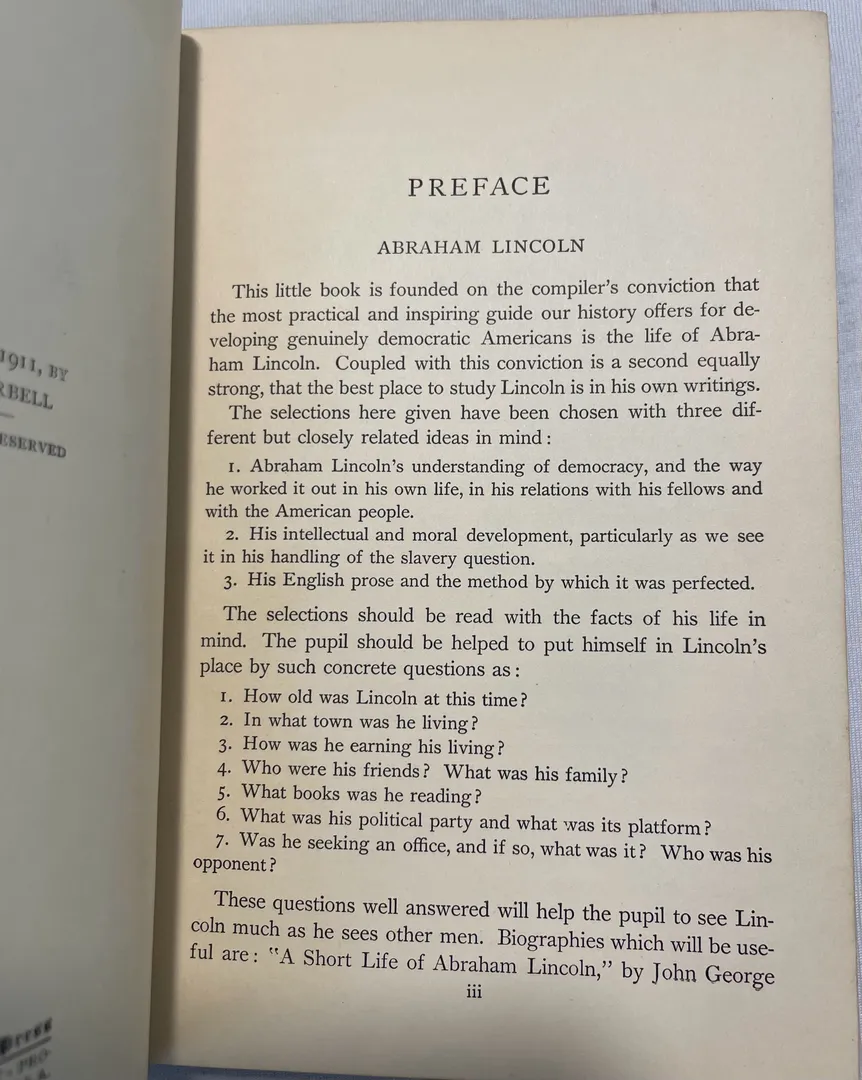 1911, BY
RBELL
ESERVED
Press
PRO-
PREFACE
ABRAHAM LINCOLN
This little book is founded on the compiler's conviction that
the most practical and inspiring guide our history offers for de-
veloping genuinely democratic Americans is the life of Abra-
ham Lincoln. Coupled with this conviction is a second equally
strong, that the best place to study Lincoln is in his own writings.
The selections here given have been chosen with three dif-
ferent but closely related ideas in mind:
1. Abraham Lincoln's understanding of democracy, and the way
he worked it out in his own life, in his relations with his fellows and
with the American people.
2. His intellectual and moral development, particularly as we see
it in his handling of the slavery question.
3. His English prose and the method by which it was perfected.
The selections should be read with the facts of his life in
mind. The pupil should be helped to put himself in Lincoln's
place by such concrete questions as:
1. How old was Lincoln at this time?
2. In what town was he living?
3. How was he earning his living?
4. Who were his friends? What was his family?
5. What books was he reading?
6. What was his political party and what was its platform?
7. Was he seeking an office, and if so, what was it? Who was his
opponent?
These questions well answered will help the pupil to see Lin-
coln much as he sees other men. Biographies which will be use-
ful are: "A Short Life of Abraham Lincoln," by John George
iii